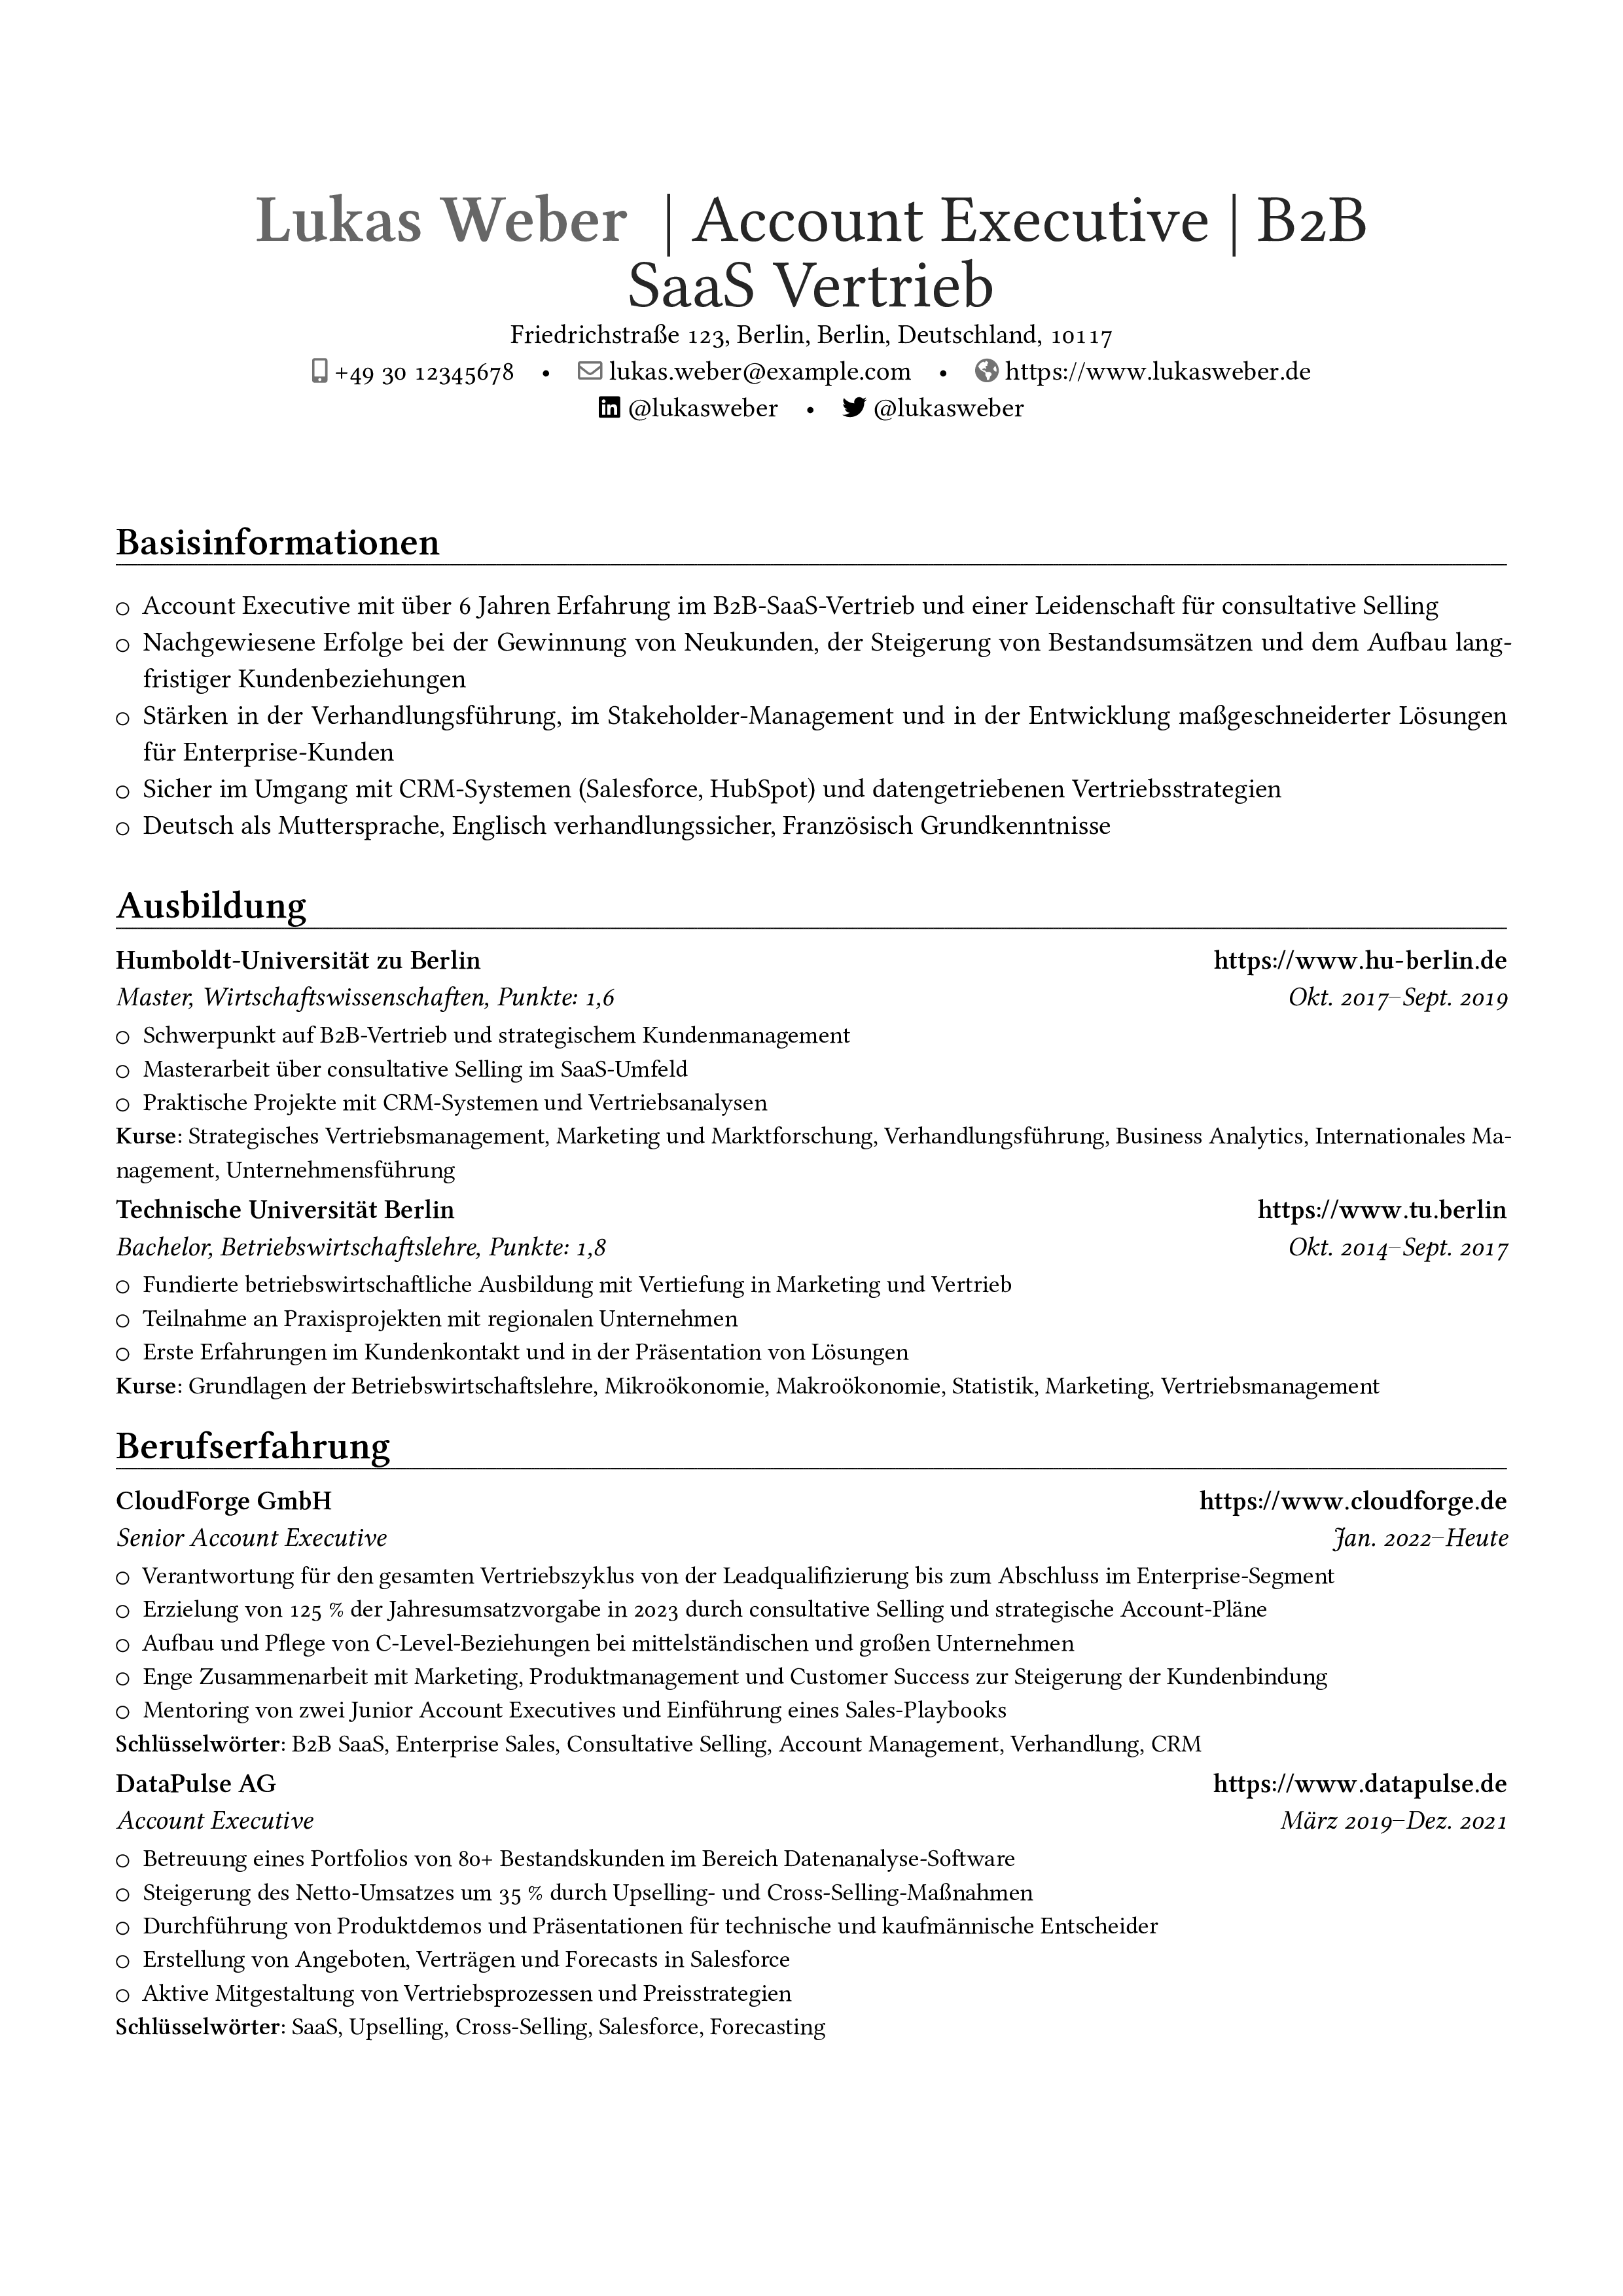 Lukas Weber | Account Executive | B2B
SaaS Vertrieb
Friedrichstraße 123, Berlin, Berlin, Deutschland, 10117
+49 30 12345678 • lukas.weber@example.com • https://www.lukasweber.de
@lukasweber • @lukasweber
Basisinformationen
Account Executive mit über 6 Jahren Erfahrung im B2B-SaaS-Vertrieb und einer Leidenschaft für consultative Selling
Nachgewiesene Erfolge bei der Gewinnung von Neukunden, der Steigerung von Bestandsumsätzen und dem Aufbau lang-
fristiger Kundenbeziehungen
Stärken in der Verhandlungsführung, im Stakeholder-Management und in der Entwicklung maßgeschneiderter Lösungen
für Enterprise-Kunden
Sicher im Umgang mit CRM-Systemen (Salesforce, HubSpot) und datengetriebenen Vertriebsstrategien
Deutsch als Muttersprache, Englisch verhandlungssicher, Französisch Grundkenntnisse
Ausbildung
Humboldt-Universität zu Berlin https://www.hu-berlin.de
Master, Wirtschaftswissenschaften, Punkte: 1,6 Okt. 2017–Sept. 2019
Schwerpunkt auf B2B-Vertrieb und strategischem Kundenmanagement
Masterarbeit über consultative Selling im SaaS-Umfeld
Praktische Projekte mit CRM-Systemen und Vertriebsanalysen
Kurse: Strategisches Vertriebsmanagement, Marketing und Marktforschung, Verhandlungsführung, Business Analytics, Internationales Ma-
nagement, Unternehmensführung
Technische Universität Berlin https://www.tu.berlin
Bachelor, Betriebswirtschaftslehre, Punkte: 1,8 Okt. 2014–Sept. 2017
Fundierte betriebswirtschaftliche Ausbildung mit Vertiefung in Marketing und Vertrieb
Teilnahme an Praxisprojekten mit regionalen Unternehmen
Erste Erfahrungen im Kundenkontakt und in der Präsentation von Lösungen
Kurse: Grundlagen der Betriebswirtschaftslehre, Mikroökonomie, Makroökonomie, Statistik, Marketing, Vertriebsmanagement
Berufserfahrung
CloudForge GmbH https://www.cloudforge.de
Senior Account Executive Jan. 2022–Heute
Verantwortung für den gesamten Vertriebszyklus von der Leadqualifizierung bis zum Abschluss im Enterprise-Segment
Erzielung von 125 % der Jahresumsatzvorgabe in 2023 durch consultative Selling und strategische Account-Pläne
Aufbau und Pflege von C-Level-Beziehungen bei mittelständischen und großen Unternehmen
Enge Zusammenarbeit mit Marketing, Produktmanagement und Customer Success zur Steigerung der Kundenbindung
Mentoring von zwei Junior Account Executives und Einführung eines Sales-Playbooks
Schlüsselwörter: B2B SaaS, Enterprise Sales, Consultative Selling, Account Management, Verhandlung, CRM
DataPulse AG https://www.datapulse.de
Account Executive März 2019–Dez. 2021
Betreuung eines Portfolios von 80+ Bestandskunden im Bereich Datenanalyse-Software
Steigerung des Netto-Umsatzes um 35 % durch Upselling- und Cross-Selling-Maßnahmen
Durchführung von Produktdemos und Präsentationen für technische und kaufmännische Entscheider
Erstellung von Angeboten, Verträgen und Forecasts in Salesforce
Aktive Mitgestaltung von Vertriebsprozessen und Preisstrategien
Schlüsselwörter: SaaS, Upselling, Cross-Selling, Salesforce, Forecasting